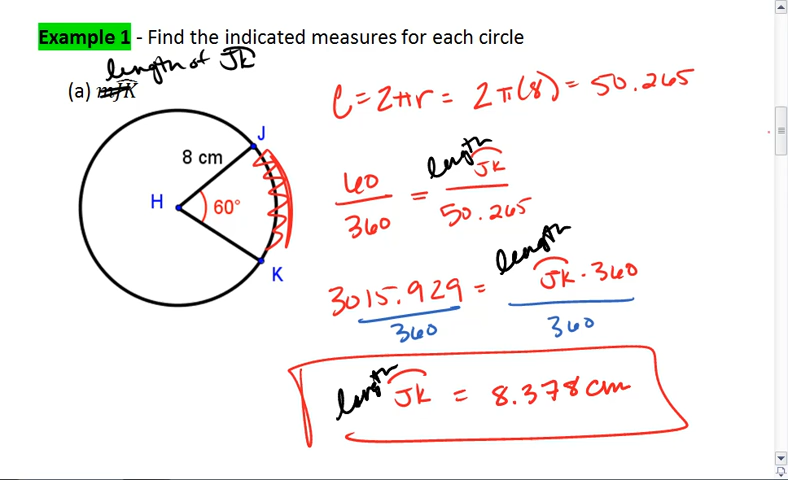 Example 1 - Find the indicated measures for each circle
length of JK
(a) mJK
J
8 cm
H
60°
K
C = 2πr = 2π(8) = 50.265
60/360 = length JK/50.265
3015.929/360 = length JK · 360/360
length JK = 8.378 cm